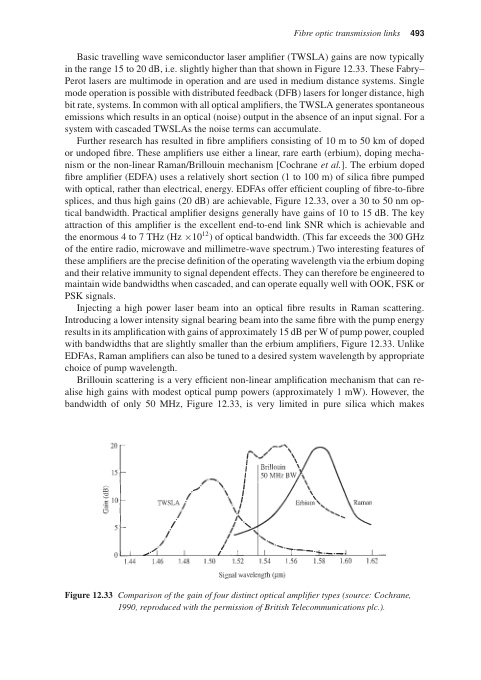 Fibre optic transmission links 493
Basic travelling wave semiconductor laser amplifier (TWSLA) gains are now typically
in the range 15 to 20 dB, i.e. slightly higher than that shown in Figure 12.33. These Fabry–
Perot lasers are multimode in operation and are used in medium distance systems. Single
mode operation is possible with distributed feedback (DFB) lasers for longer distance, high
bit rate, systems. In common with all optical amplifiers, the TWSLA generates spontaneous
emissions which results in an optical (noise) output in the absence of an input signal. For a
system with cascaded TWSLAs the noise terms can accumulate.
Further research has resulted in fibre amplifiers consisting of 10 m to 50 km of doped
or undoped fibre. These amplifiers use either a linear, rare earth (erbium), doping mecha-
nism or the non-linear Raman/Brillouin mechanism [Cochrane et al.]. The erbium doped
fibre amplifier (EDFA) uses a relatively short section (1 to 100 m) of silica fibre pumped
with optical, rather than electrical, energy. EDFAs offer efficient coupling of fibre-to-fibre
splices, and thus high gains (20 dB) are achievable, Figure 12.33, over a 30 to 50 nm op-
tical bandwidth. Practical amplifier designs generally have gains of 10 to 15 dB. The key
attraction of this amplifier is the excellent end-to-end link SNR which is achievable and
the enormous 4 to 7 THz (Hz ×10¹²) of optical bandwidth. (This far exceeds the 300 GHz
of the entire radio, microwave and millimetre-wave spectrum.) Two interesting features of
these amplifiers are the precise definition of the operating wavelength via the erbium doping
and their relative immunity to signal dependent effects. They can therefore be engineered to
maintain wide bandwidths when cascaded, and can operate equally well with OOK, FSK or
PSK signals.
Injecting a high power laser beam into an optical fibre results in Raman scattering.
Introducing a lower intensity signal bearing beam into the same fibre with the pump energy
results in its amplification with gains of approximately 15 dB per W of pump power, coupled
with bandwidths that are slightly smaller than the erbium amplifiers, Figure 12.33. Unlike
EDFAs, Raman amplifiers can also be tuned to a desired system wavelength by appropriate
choice of pump wavelength.
Brillouin scattering is a very efficient non-linear amplification mechanism that can re-
alise high gains with modest optical pump powers (approximately 1 mW). However, the
bandwidth of only 50 MHz, Figure 12.33, is very limited in pure silica which makes
20
15
10
5
0
Gain (dB)
TWSLA
Brillouin
50 MHz BW
Erbium
Raman
1.44 1.46 1.48 1.50 1.52 1.54 1.56 1.58 1.60 1.62
Signal wavelength (μm)
Figure 12.33 Comparison of the gain of four distinct optical amplifier types (source: Cochrane,
1990, reproduced with the permission of British Telecommunications plc.).